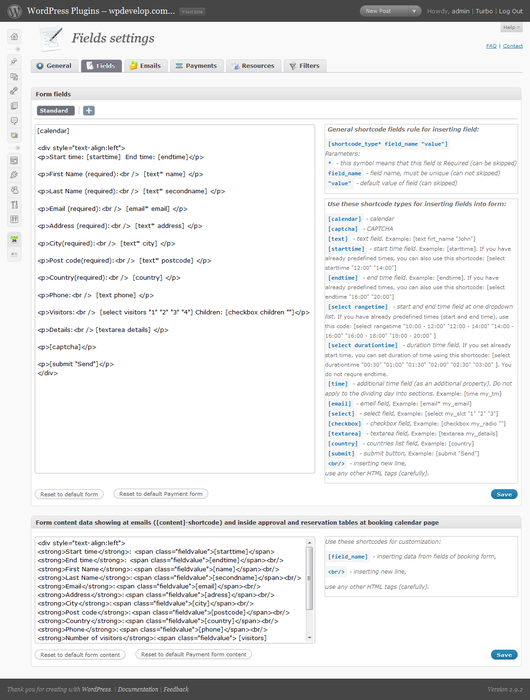 WordPress Plugins – wpdevelop.com...
New Post
Howdy, admin | Turbo | Log Out
Help
Fields settings
FAQ | Contact
General
Fields
Emails
Payments
Resources
Filters
Form fields
Standard
[calendar]
<div style="text-align:left">
<p>Start time: [starttime]  End time: [endtime]</p>
<p>First Name (required):<br />  [text* name] </p>
<p>Last Name (required):<br />  [text* secondname] </p>
<p>Email (required):<br />  [email* email] </p>
<p>Address (required):<br />  [text* address] </p>
<p>City(required):<br />  [text* city] </p>
<p>Post code(required):<br />  [text* postcode] </p>
<p>Country(required):<br />  [country] </p>
<p>Phone:<br />  [text phone] </p>
<p>Visitors:<br />  [select visitors "1" "2" "3" "4"] Children: [checkbox children ""]</p>
<p>Details:<br /> [textarea details] </p>
<p>[captcha]</p>
<p>[submit "Send"]</p>
</div>
General shortcode fields rule for inserting field:
[shortcode_type* field_name "value"]
Parameters:
* - this symbol means that this field is Required (can be skipped)
field_name - field name, must be unique (can not skipped)
"value" - default value of field (can skipped)
Use these shortcode types for inserting fields into form:
[calendar] - calendar
[captcha] - CAPTCHA
[text] - text field. Example: [text firt_name "John"]
[starttime] - start time field. Example: [starttime]. If you have
already predefined times, you can also use this shortcode: [select
starttime "12:00" "14:00"]
[endtime] - end time field. Example: [endtime]. If you have
already predefined times, you can also use this shortcode: [select
endtime "16:00" "20:00"]
[select rangetime] - start and end time field at one dropdown
list. If you have already predefined times (start and end time), use
this code: [select rangetime "10:00 - 12:00" "12:00 - 14:00" "14:00 -
16:00" "16:00 - 18:00" "18:00 - 20:00" ]
[select durationtime] - duration time field. If you set already
start time, you can set duration of time using this shortcode: [select
durationtime "00:30" "01:00" "01:30" "02:00" "02:30" "03:00" ]. You
do not requre endtime.
[time] - additional time field (as an additional property). Do not
apply to the dividing day into sections. Example: [time my_tm]
[email] - email field, Example: [email* my_email]
[select] - select field, Example: [select my_slct "1" "2" "3"]
[checkbox] - checkbox field, Example: [checkbox my_radio ""]
[textarea] - textarea field, Example: [textarea my_details]
[country] - countries list field, Example: [country]
[submit] - submit button, Example: [submit "Send"]
<br/> - inserting new line,
use any other HTML tags (carefully).
Reset to default form
Reset to default Payment form
Save
Form content data showing at emails ([content]-shortcode) and inside approval and reservation tables at booking calendar page
<div style="text-align:left">
<strong>Start time</strong>: <span class="fieldvalue">[starttime]</span>
<strong>End time</strong>: <span class="fieldvalue">[endtime]</span><br/>
<strong>First Name</strong>:<span class="fieldvalue">[name]</span><br/>
<strong>Last Name</strong>:<span class="fieldvalue">[secondname]</span><br/>
<strong>Email</strong>:<span class="fieldvalue">[email]</span><br/>
<strong>Address</strong>:<span class="fieldvalue">[adress]</span><br/>
<strong>City</strong>:<span class="fieldvalue">[city]</span><br/>
<strong>Post code</strong>:<span class="fieldvalue">[postcode]</span><br/>
<strong>Country</strong>:<span class="fieldvalue">[country]</span><br/>
<strong>Phone</strong>:<span class="fieldvalue">[phone]</span><br/>
<strong>Number of visitors</strong>:<span class="fieldvalue"> [visitors]
Use these shortcodes for customization:
[field_name] - inserting data from fields of booking form,
<br/> - inserting new line,
use any other HTML tags (carefully).
Reset to default form content
Reset to default Payment form content
Save
Thank you for creating with WordPress. | Documentation | Feedback
Version 2.9.2